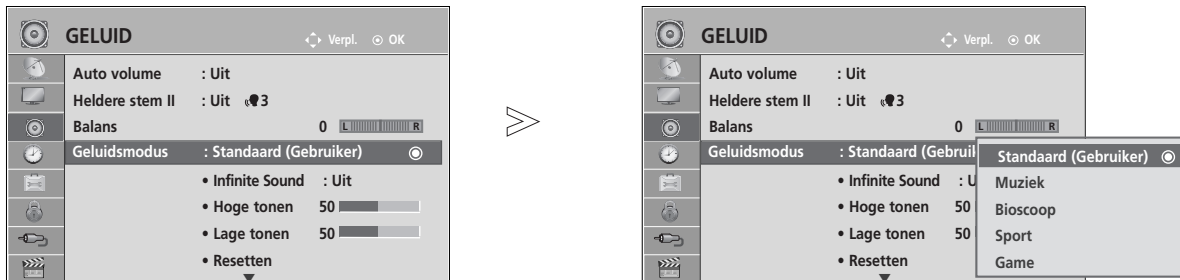 GELUID Verpl. OK
Auto volume : Uit
Heldere stem II : Uit 3
Balans 0 L R
Geluidsmodus : Standaard (Gebruiker)
• Infinite Sound : Uit
• Hoge tonen 50
• Lage tonen 50
• Resetten
GELUID Verpl. OK
Auto volume : Uit
Heldere stem II : Uit 3
Balans 0 L R
Geluidsmodus : Standaard (Gebruik
• Infinite Sound : U
• Hoge tonen 50
• Lage tonen 50
• Resetten
Standaard (Gebruiker)
Muziek
Bioscoop
Sport
Game